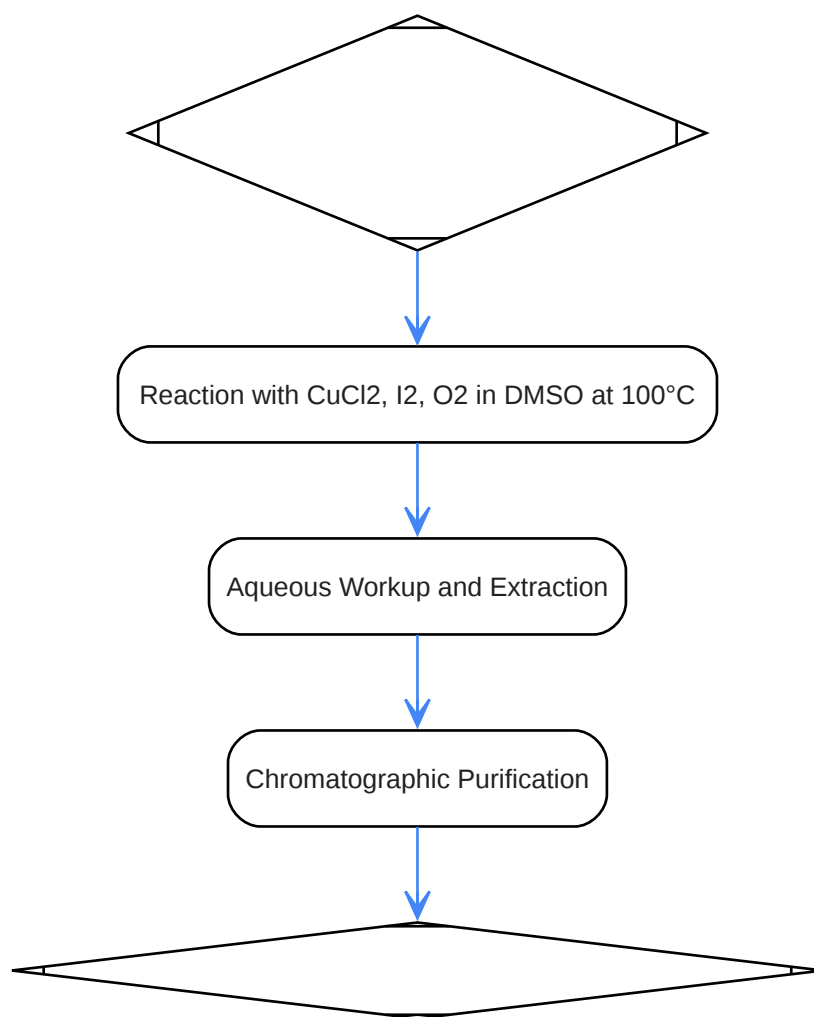 Reaction with CuCl2, I2, O2 in DMSO at 100°C
Aqueous Workup and Extraction
Chromatographic Purification